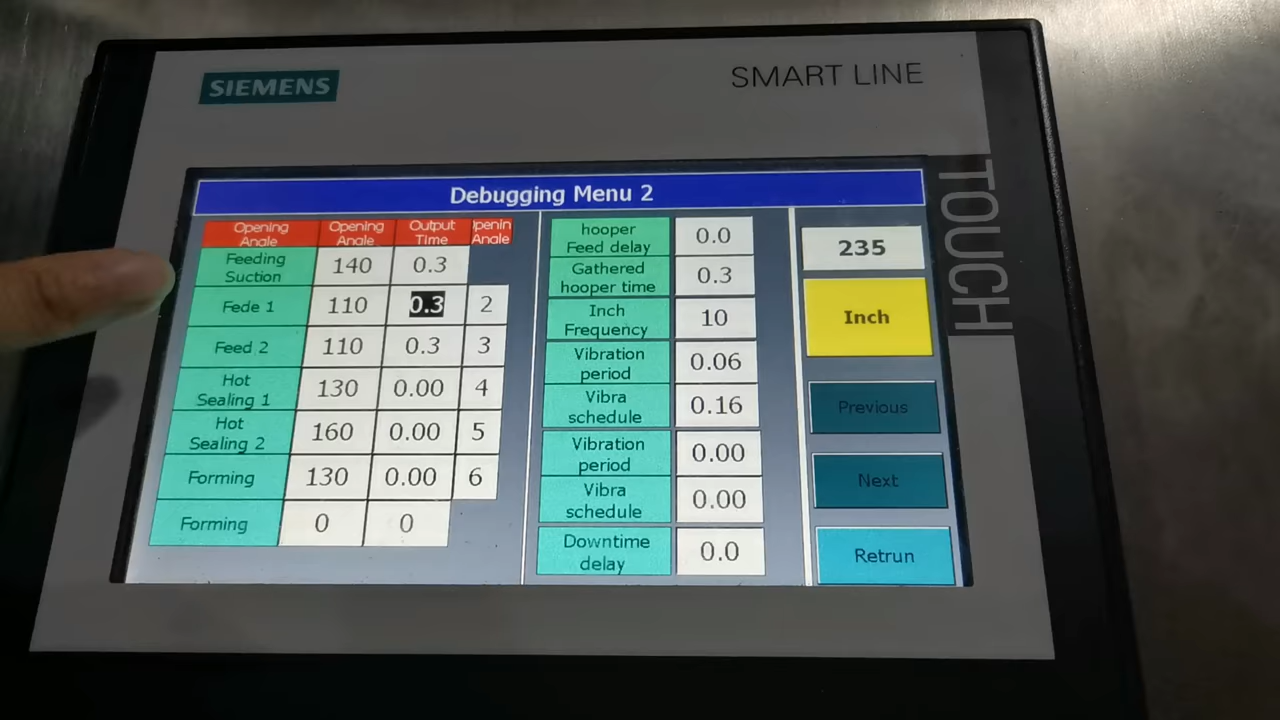 SIEMENS
SMART LINE
TOUCH
Debugging Menu 2
Opening Angle
Opening Angle
Output Time
penin Angle
Feeding Suction
140
0.3
Fede 1
110
0.3
2
Feed 2
110
0.3
3
Hot Sealing 1
130
0.00
4
Hot Sealing 2
160
0.00
5
Forming
130
0.00
6
Forming
0
0
hooper Feed delay
0.0
Gathered hooper time
0.3
Inch Frequency
10
Vibration period
0.06
Vibra schedule
0.16
Vibration period
0.00
Vibra schedule
0.00
Downtime delay
0.0
235
Inch
Previous
Next
Retrun